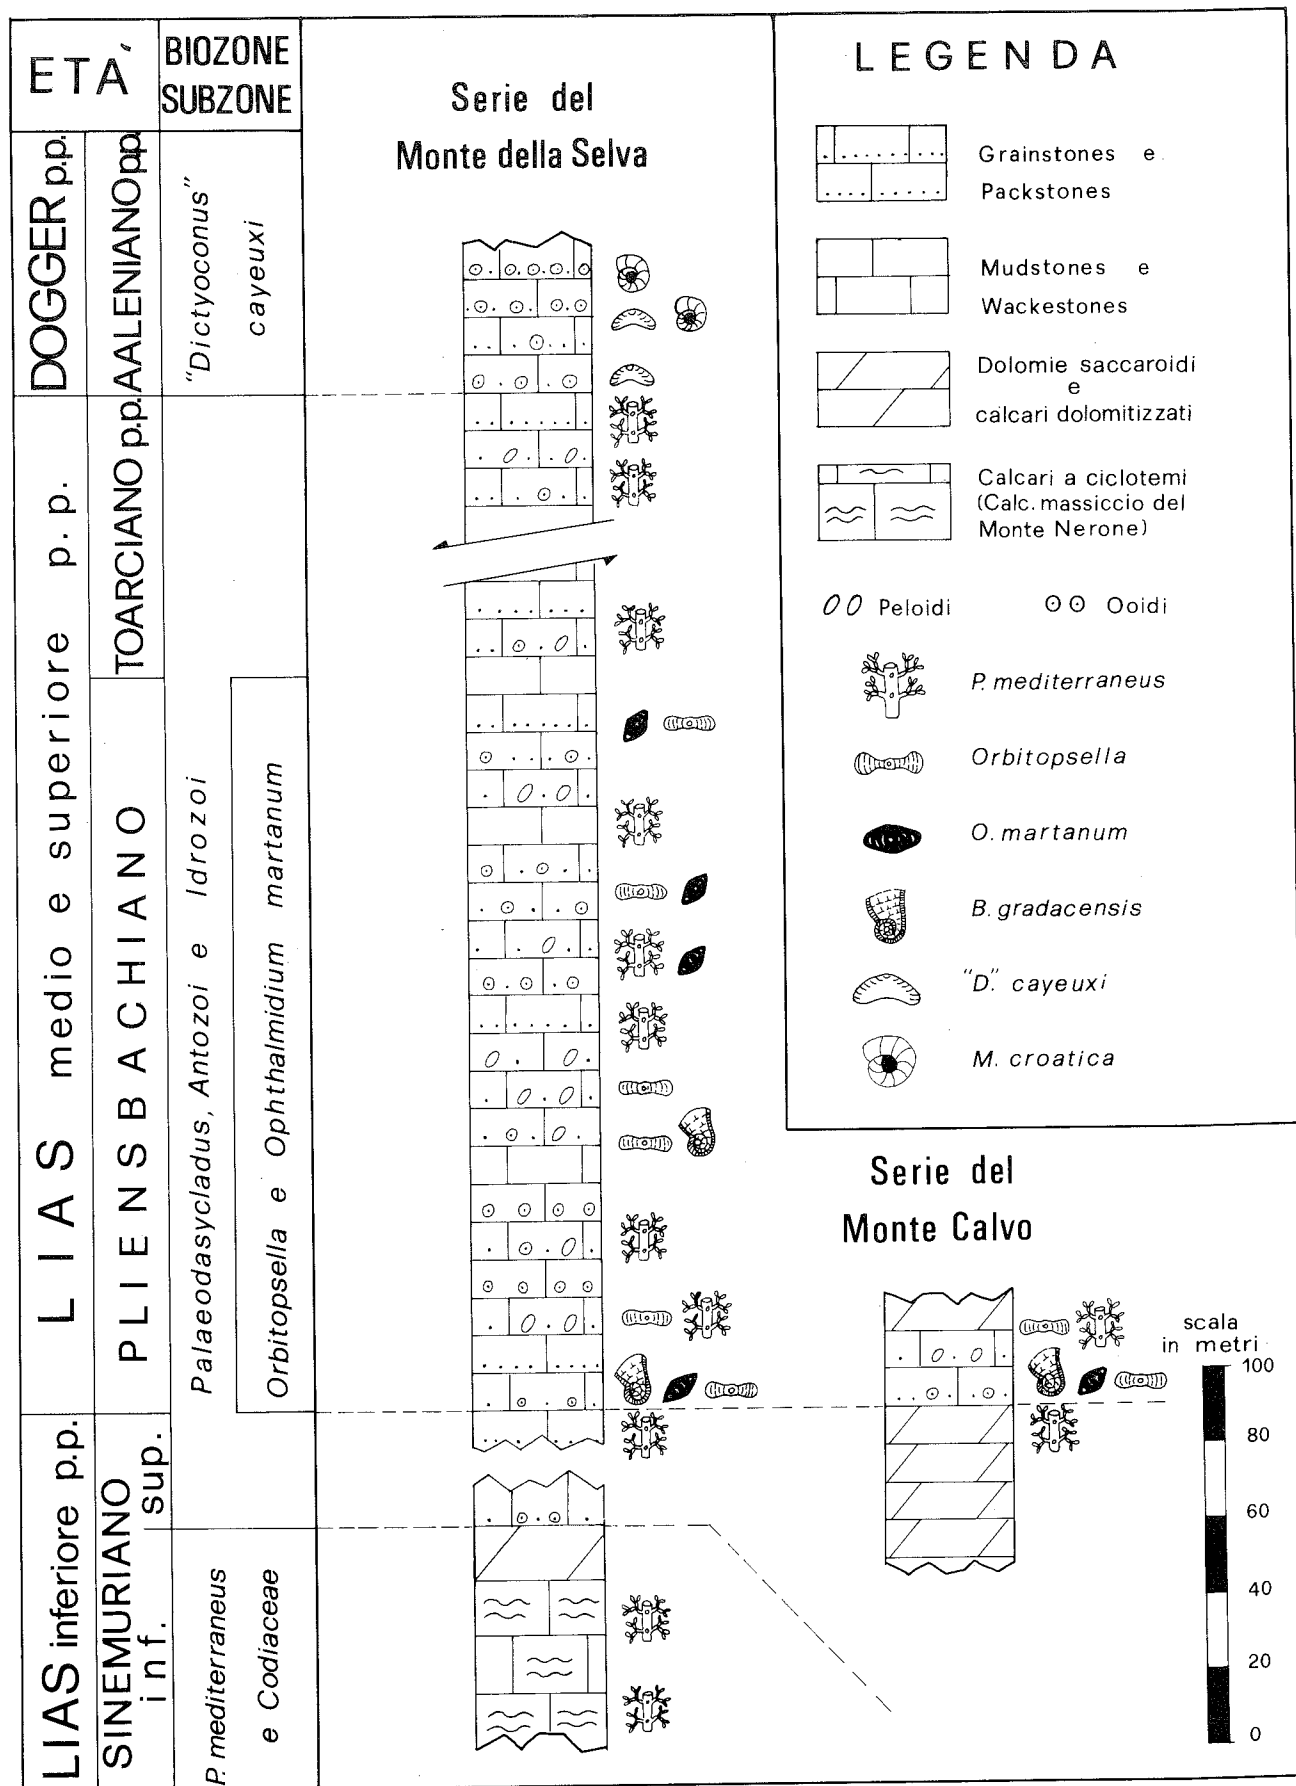 ETÀ
BIOZONE
SUBZONE
DOGGER p.p.
AALENIANO p.p.
"Dictyoconus"
cayeuxi
LIAS medio e superiore p.p.
TOARCIANO p.p.
PLIENSBACHIANO
Palaeodasycladus, Antozoi e Idrozoi
Orbitopsella e Ophthalmidium martanum
LIAS inferiore p.p.
SINEMURIANO
inf. sup.
P. mediterraneus
e Codiaceae
Serie del
Monte della Selva
LEGENDA
Grainstones e
Packstones
Mudstones e
Wackestones
Dolomie saccaroidi
e
calcari dolomitizzati
Calcari a ciclotemi
(Calc. massiccio del
Monte Nerone)
Peloidi
Ooidi
P. mediterraneus
Orbitopsella
O. martanum
B. gradacensis
"D." cayeuxi
M. croatica
Serie del
Monte Calvo
scala
in metri
100
80
60
40
20
0